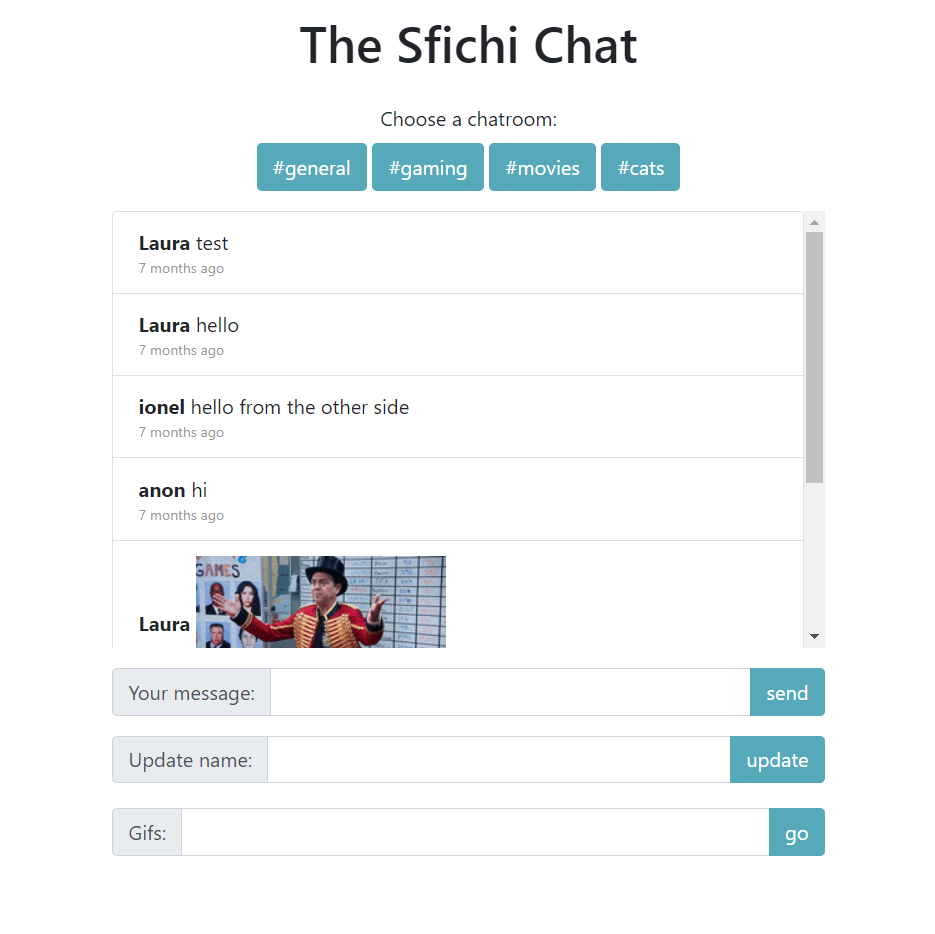 The Sfichi Chat
Choose a chatroom:
#general #gaming #movies #cats
Laura test
7 months ago
Laura hello
7 months ago
ionel hello from the other side
7 months ago
anon hi
7 months ago
GAMES
Laura
Your message: send
Update name: update
Gifs: go